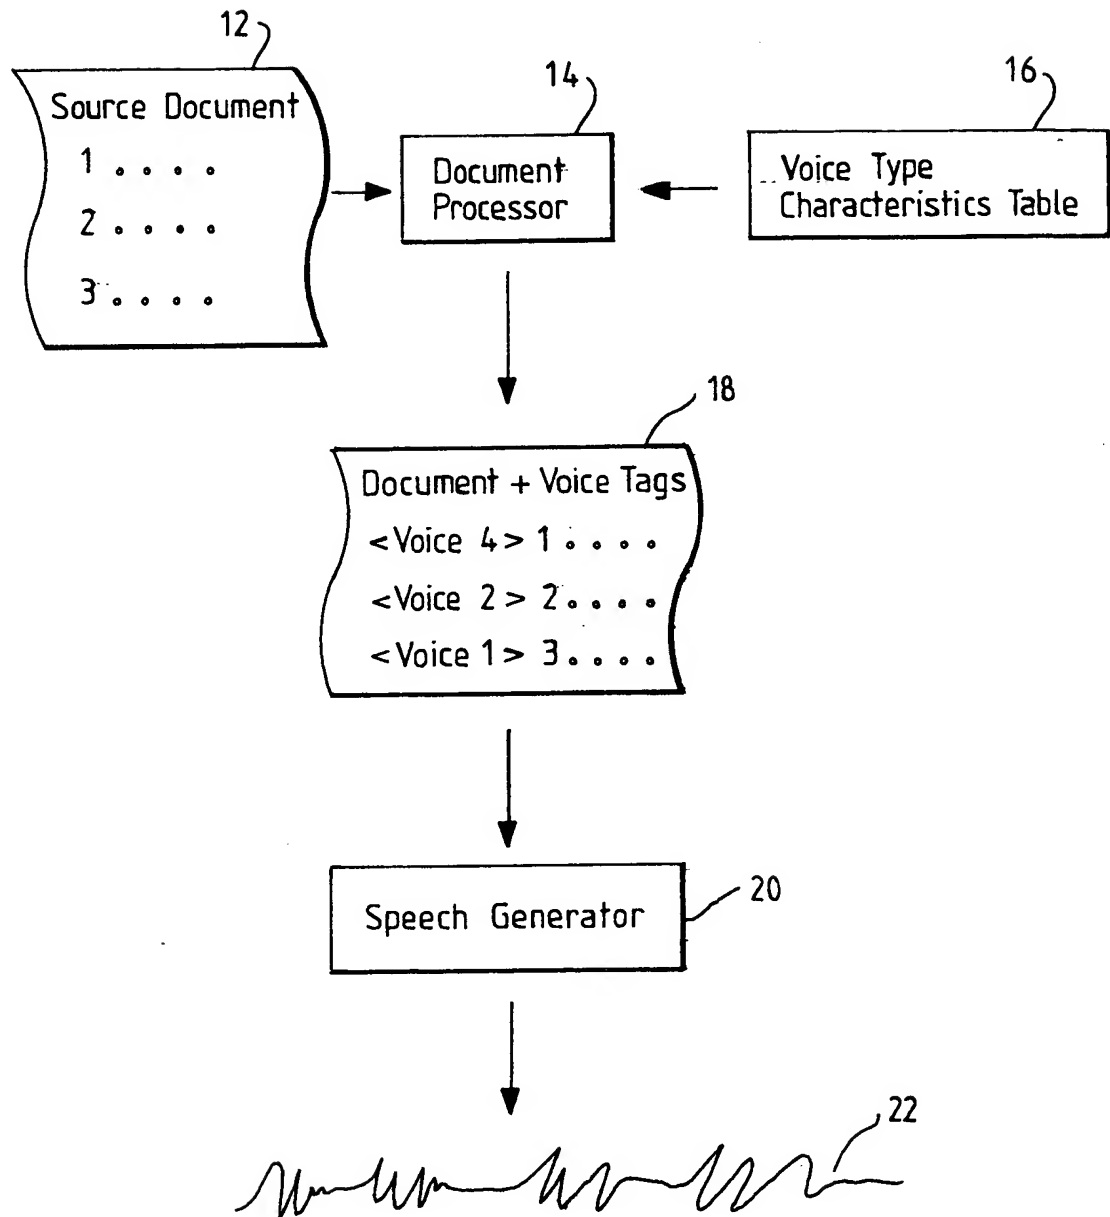 12
Source Document
1 . . . .
2 . . . .
3 . . . .
14
Document
Processor
16
Voice Type
Characteristics Table
18
Document + Voice Tags
<Voice 4> 1 . . . .
<Voice 2> 2 . . . .
<Voice 1> 3 . . . .
Speech Generator
20
22